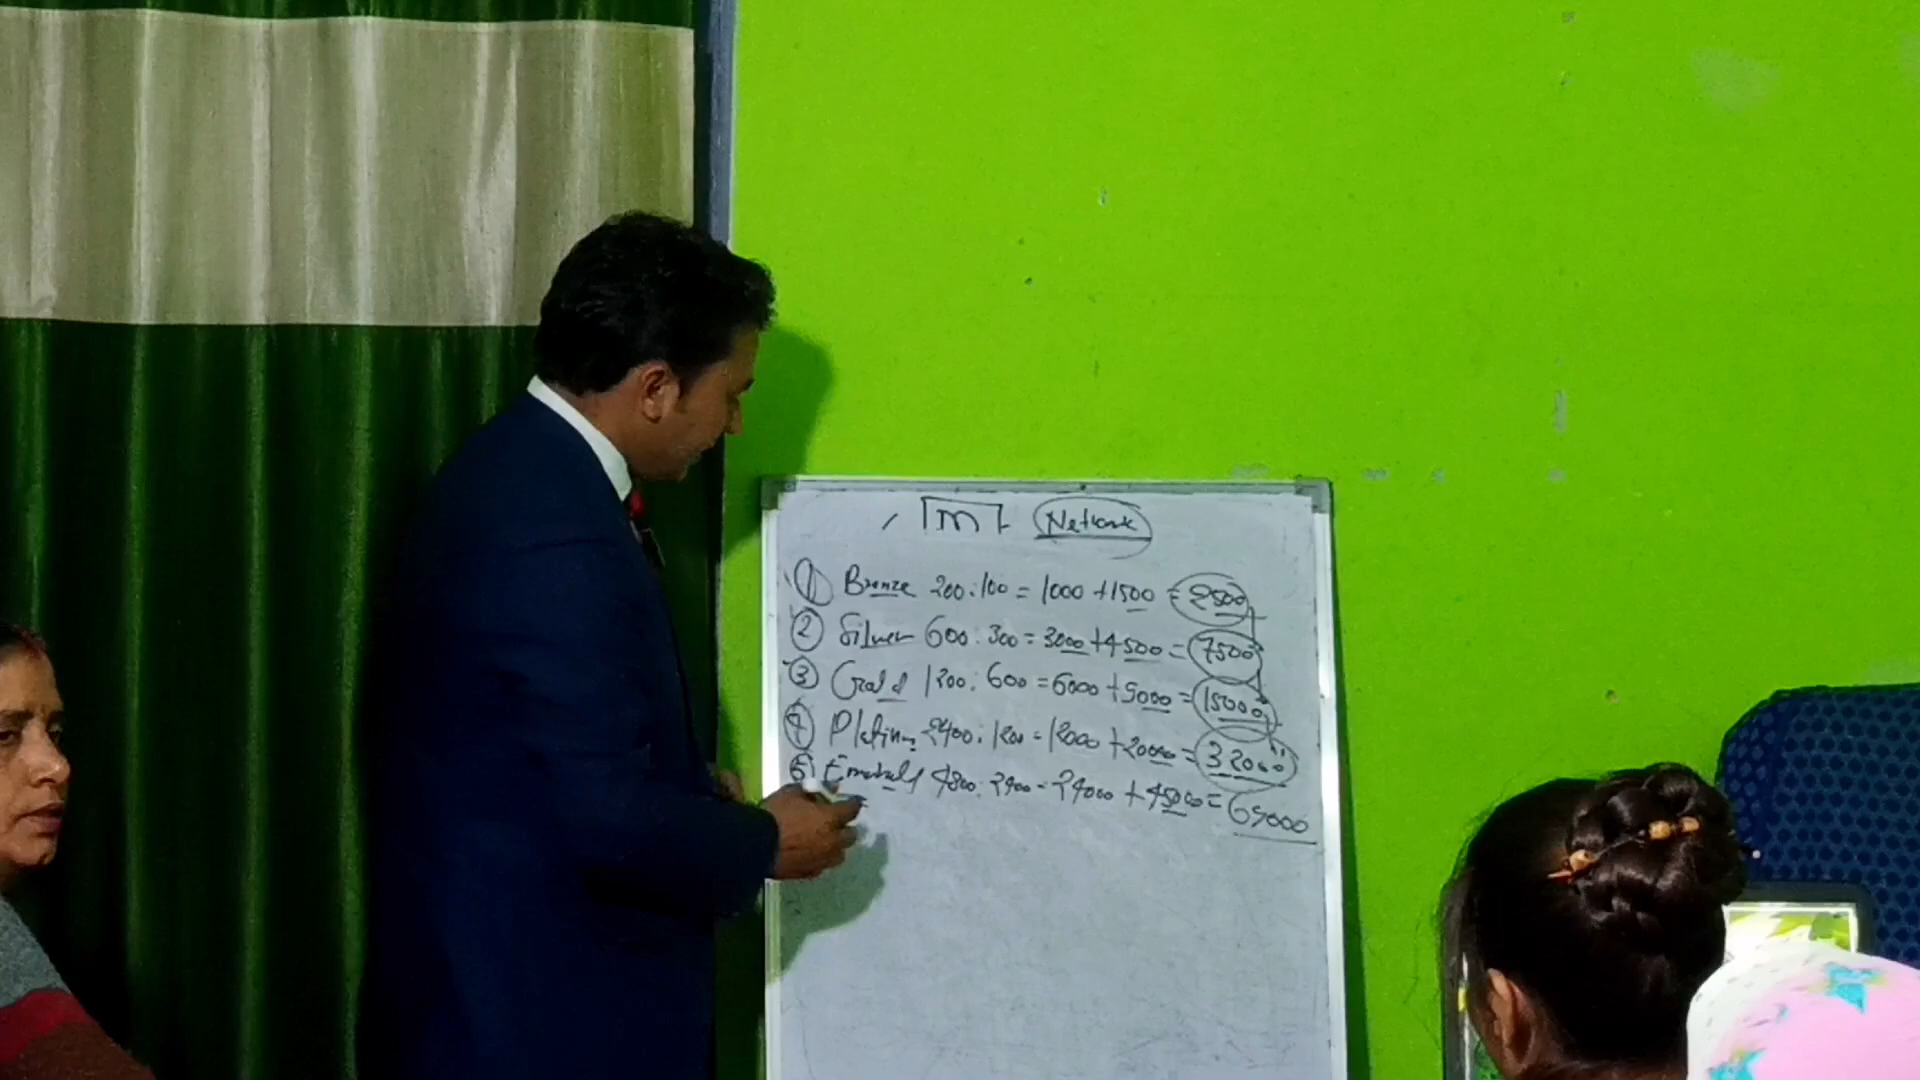 Network
① Bronze 200:100 = 1000 + 1500 = 2500
② Silver 600:300 = 3000 + 4500 = 7500
③ Gold 1200:600 = 6000 + 9000 = 15000
④ Platinum 2400:1200 = 12000 + 20000 = 32000
⑤ Emerald 4800:2400 = 24000 + 45000 = 69000